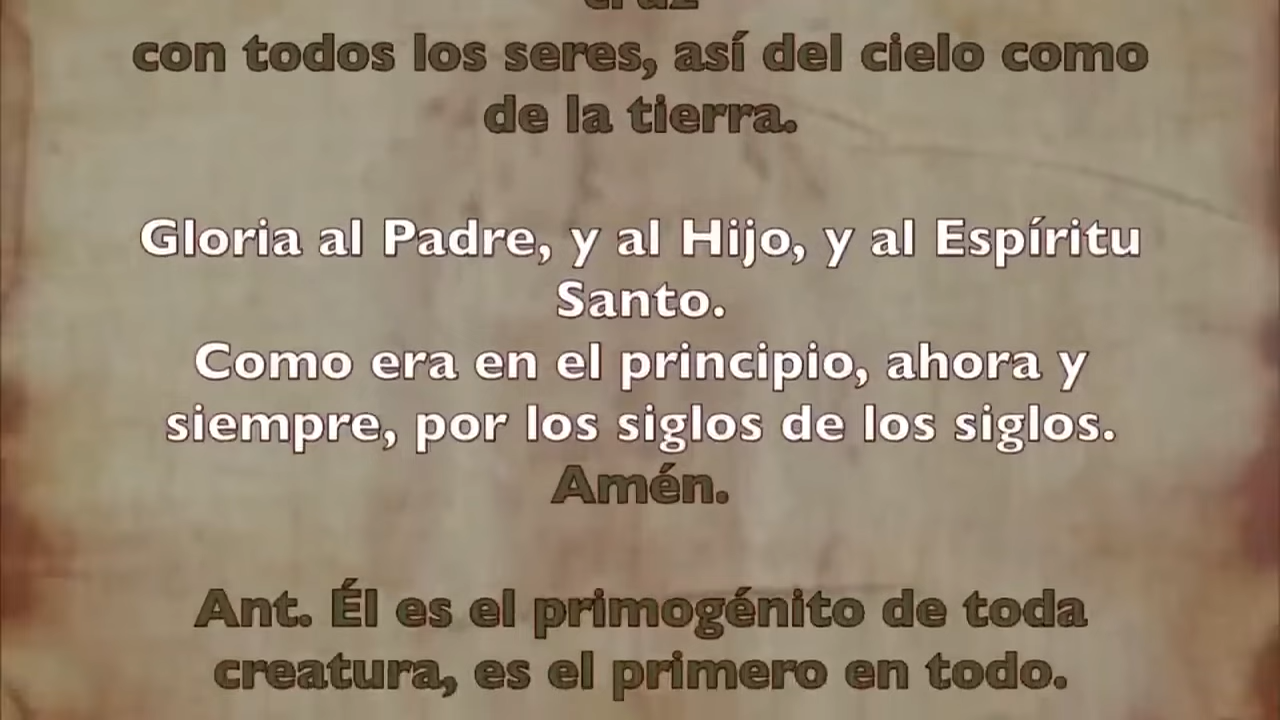 con todos los seres, así del cielo como
de la tierra.
Gloria al Padre, y al Hijo, y al Espíritu
Santo.
Como era en el principio, ahora y
siempre, por los siglos de los siglos.
Amén.
Ant. Él es el primogénito de toda
creatura, es el primero en todo.